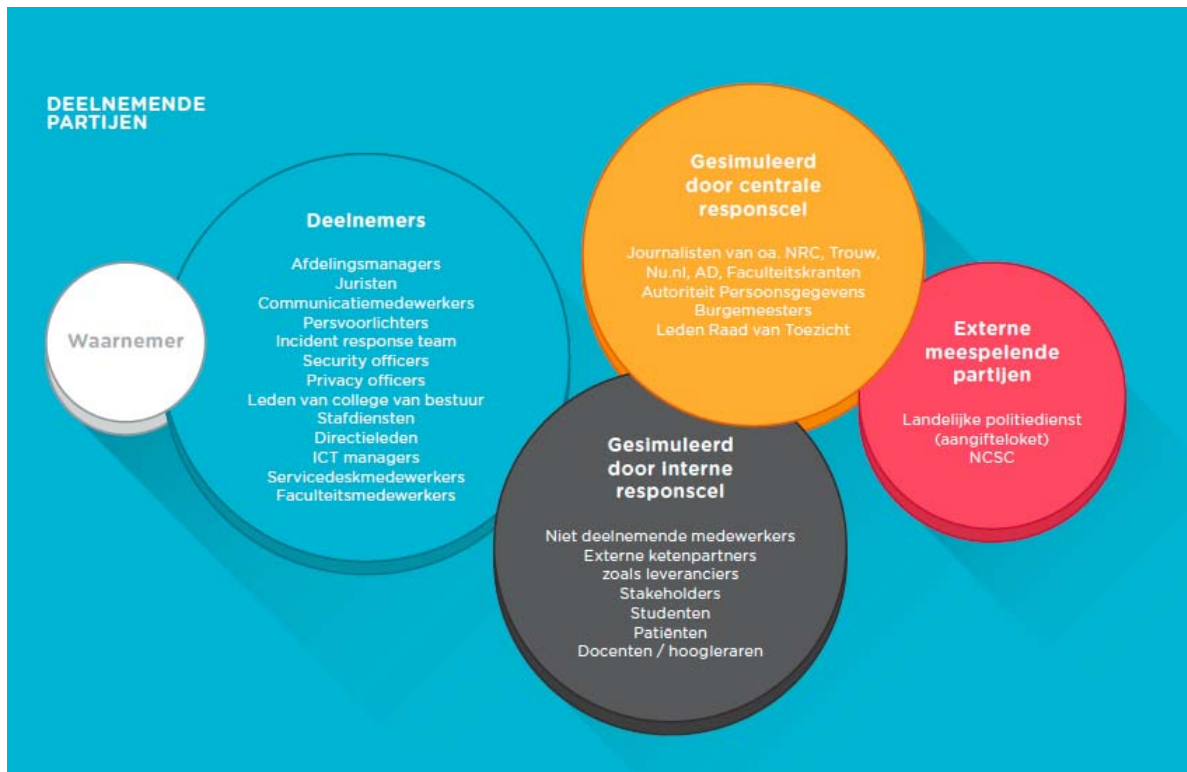 DEELNEMENDE
PARTIJEN
Waarnemer
Deelnemers
Afdelingsmanagers
Juristen
Communicatiemedewerkers
Persvoorlichters
Incident response team
Security officers
Privacy officers
Leden van college van bestuur
Stafdiensten
Directieleden
ICT managers
Servicedeskmedewerkers
Faculteitsmedewerkers
Gesimuleerd
door centrale
responscel
Journalisten van oa. NRC, Trouw,
Nu.nl, AD, Faculteitskranten
Autoriteit Persoonsgegevens
Burgemeesters
Leden Raad van Toezicht
Gesimuleerd
door interne
responscel
Niet deelnemende medewerkers
Externe ketenpartners
zoals leveranciers
Stakeholders
Studenten
Patiënten
Docenten / hoogleraren
Externe
meespelende
partijen
Landelijke politiedienst
(aangifteloket)
NCSC